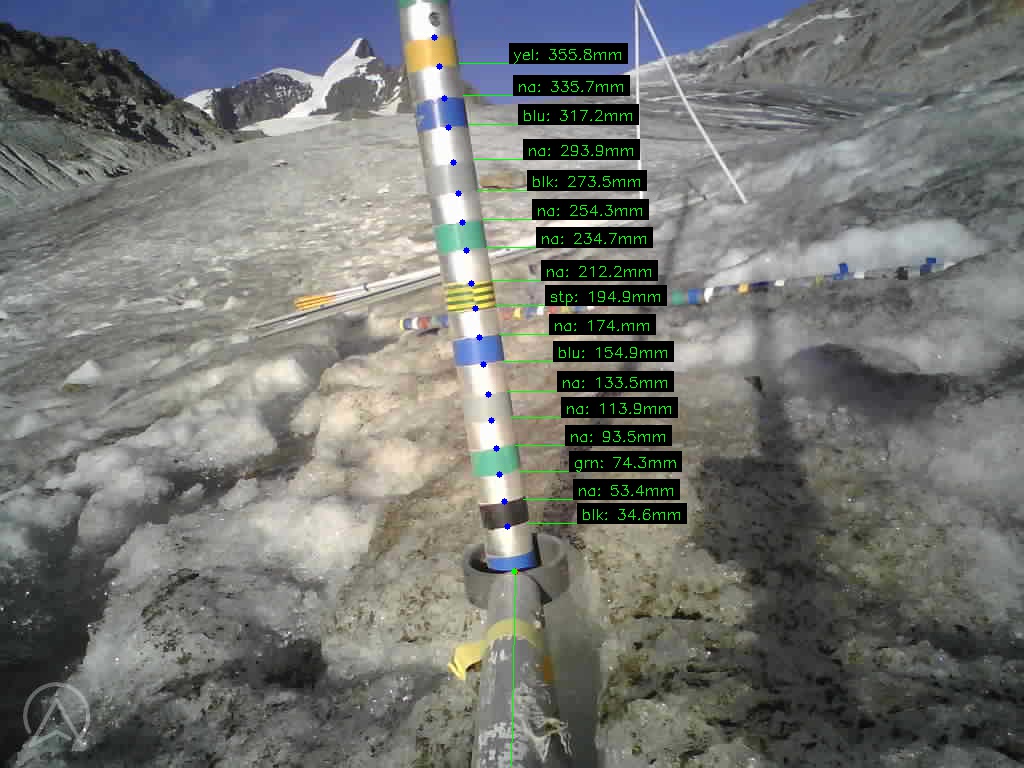 yel: 355.8mm
na: 335.7mm
blu: 317.2mm
na: 293.9mm
blk: 273.5mm
na: 254.3mm
na: 234.7mm
na: 212.2mm
stp: 194.9mm
na: 174.mm
blu: 154.9mm
na: 133.5mm
na: 113.9mm
na: 93.5mm
grn: 74.3mm
na: 53.4mm
blk: 34.6mm